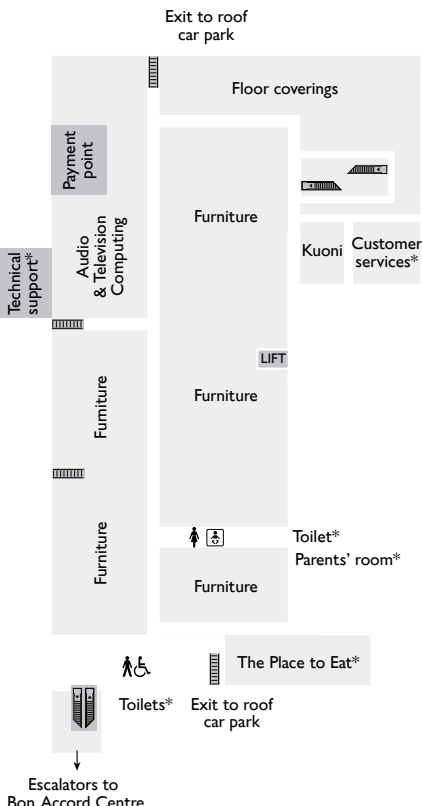 Exit to roof
car park
Floor coverings
Payment
point
Furniture
Audio
& Television
Computing
Kuoni
Customer
services*
Technical
support*
LIFT
Furniture
Furniture
Furniture
Toilet*
Parents' room*
Furniture
The Place to Eat*
Toilets*
Exit to roof
car park
Escalators to
Bon Accord Centre